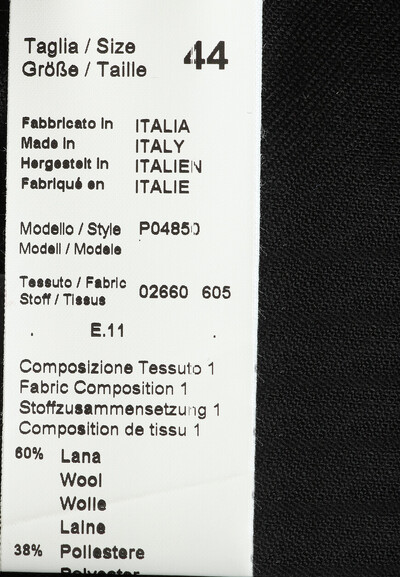 Taglia / Size 44
Größe / Taille
Fabbricato in ITALIA
Made in ITALY
Hergestelt in ITALIEN
Fabriqué en ITALIE
Modello / Style P04850
Modell / Modele
Tessuto / Fabric
Stoff / Tissus 02660 605
. E.11 .
Composizione Tessuto 1
Fabric Composition 1
Stoffzusammensetzung 1
Composition de tissu 1
60% Lana
Wool
Wolle
Laine
38% Poliestere
Polyester